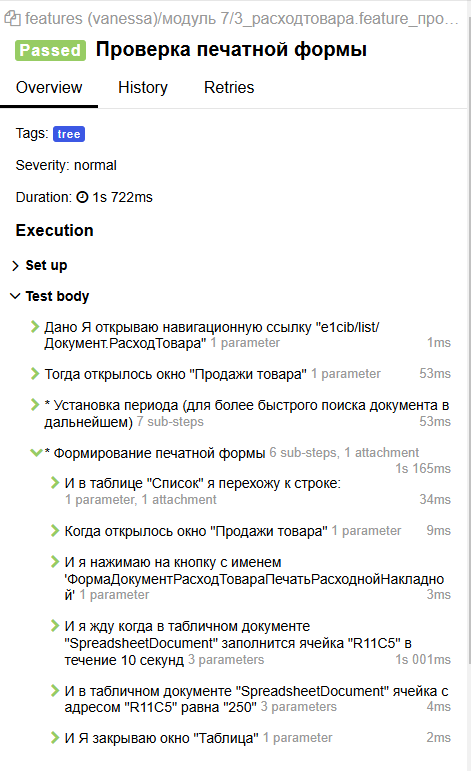 features (vanessa)/модуль 7/3_расходтовара.feature_про...
Passed Проверка печатной формы
Overview History Retries
Tags: tree
Severity: normal
Duration: 1s 722ms
Execution
Set up
Test body
Дано Я открываю навигационную ссылку "e1cib/list/
Документ.РасходТовара" 1 parameter 1ms
Тогда открылось окно "Продажи товара" 1 parameter 53ms
* Установка периода (для более быстрого поиска документа в
дальнейшем) 7 sub-steps 53ms
* Формирование печатной формы 6 sub-steps, 1 attachment
1s 165ms
И в таблице "Список" я перехожу к строке:
1 parameter, 1 attachment 34ms
Когда открылось окно "Продажи товара" 1 parameter 9ms
И я нажимаю на кнопку с именем
'ФормаДокументРасходТовараПечатьРасходнойНакладно
й' 1 parameter 3ms
И я жду когда в табличном документе
"SpreadsheetDocument" заполнится ячейка "R11C5" в
течение 10 секунд 3 parameters 1s 001ms
И в табличном документе "SpreadsheetDocument" ячейка с
адресом "R11C5" равна "250" 3 parameters 4ms
И Я закрываю окно "Таблица" 1 parameter 2ms